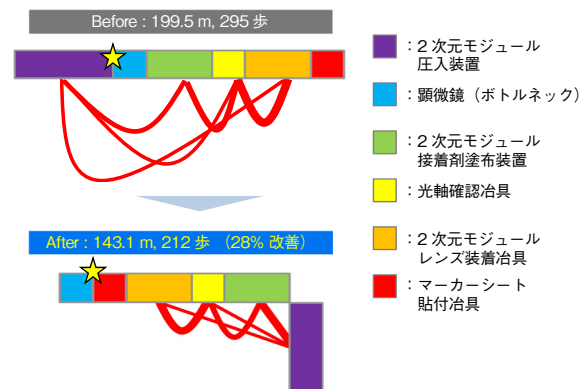 Before : 199.5 m, 295 歩
:２次元モジュール
圧入装置
:顕微鏡（ボトルネック）
:２次元モジュール
接着剤塗布装置
:光軸確認冶具
After : 143.1 m, 212 歩 （28% 改善）
:２次元モジュール
レンズ装着冶具
:マーカーシート
貼付冶具